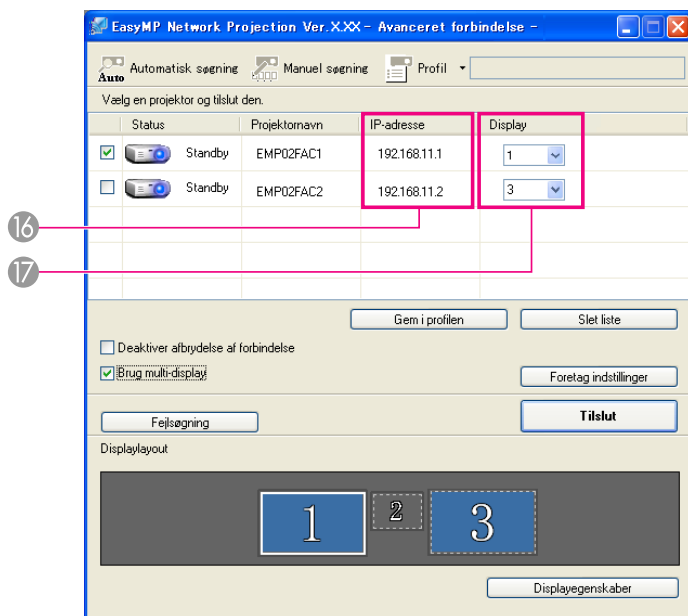 EasyMP Network Projection Ver.X.XX – Avanceret forbindelse –
Auto Automatisk søgning Manuel søgning Profil
Vælg en projektor og tilslut den.
Status Projektornavn IP-adresse Display
Standby EMP02FAC1 192.168.11.1 1
Standby EMP02FAC2 192.168.11.2 3
16
17
Gem i profilen Slet liste
Deaktiver afbrydelse af forbindelse
Brug multi-display
Foretag indstillinger
Fejlsøgning Tilslut
Displaylayout
1 2 3
Displayegenskaber